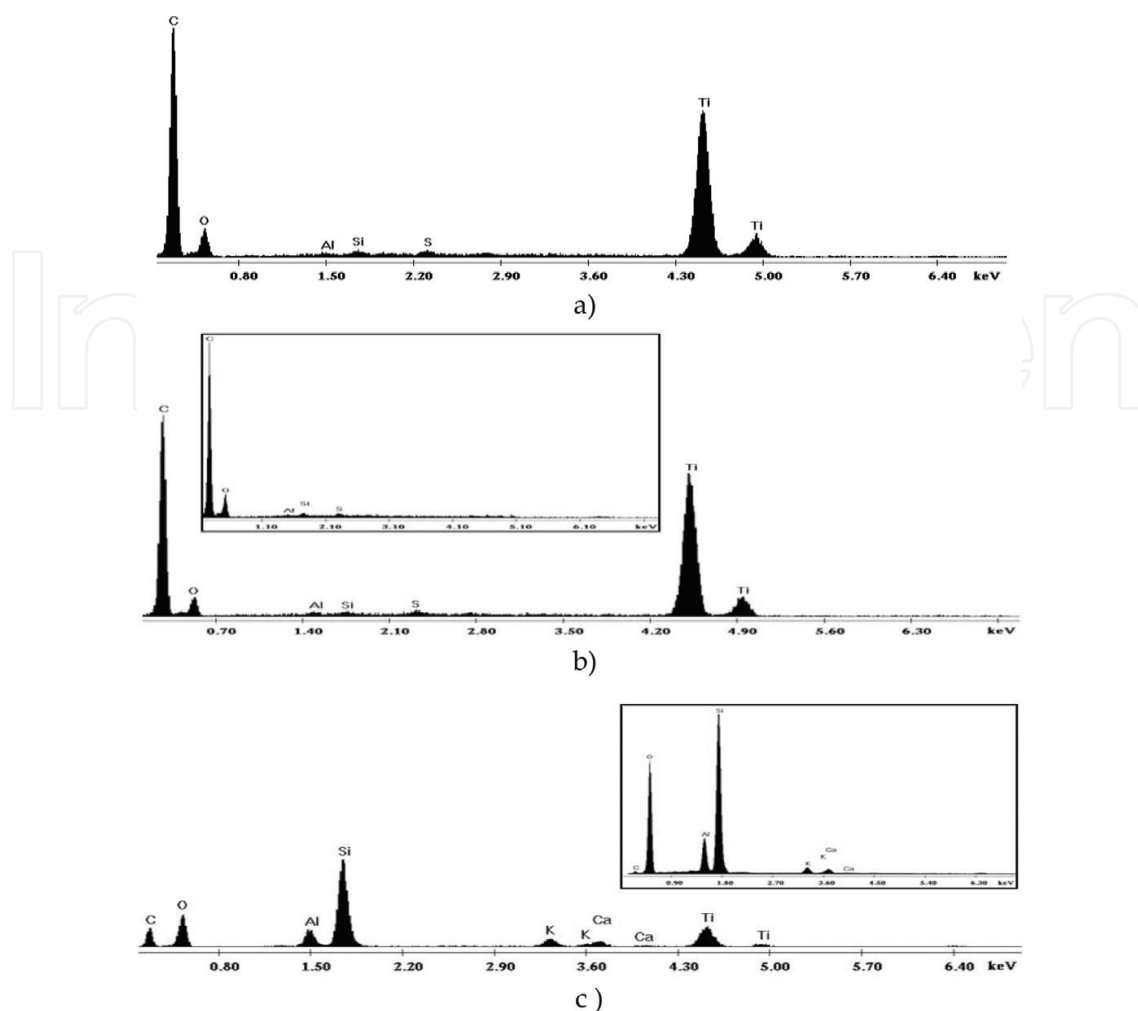 C
Ti
O
Al Si S
Ti
0.80 1.50 2.20 2.90 3.60 4.30 5.00 5.70 6.40 keV
a)
C
O
Al Si S
1.10 2.10 3.10 4.10 5.10 6.10 keV
C
Ti
O
Al Si S
Ti
0.70 1.40 2.10 2.80 3.50 4.20 4.90 5.60 6.30 keV
b)
Si
O
Al
C
K K Ca Ca
0.90 1.80 2.70 3.60 4.50 5.40 6.30 keV
Si
C O Al K K Ca Ca Ti Ti
0.80 1.50 2.20 2.90 3.60 4.30 5.00 5.70 6.40 keV
c )